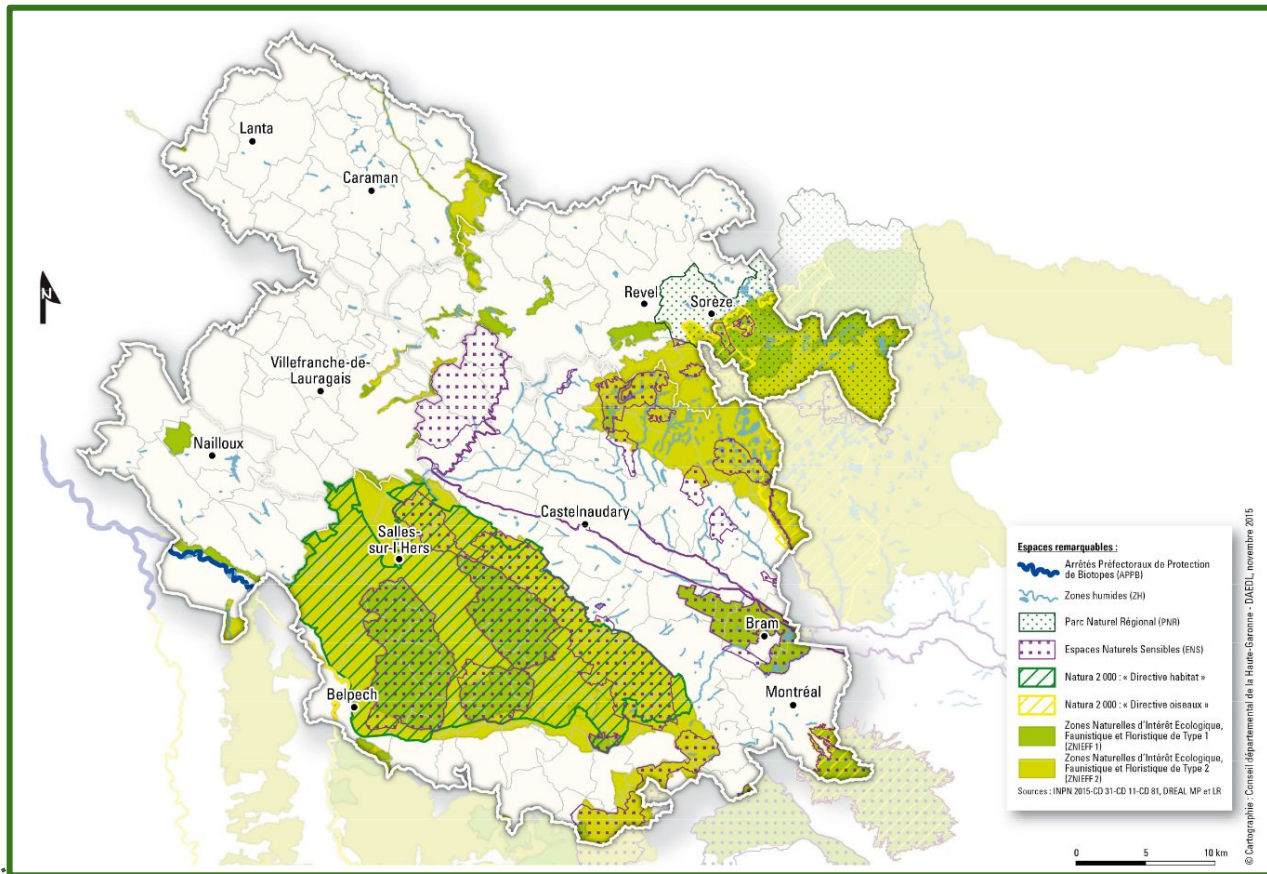 Lanta
Caraman
N
Revel
Sorèze
Villefranche-de-
Lauragais
Nailloux
Castelnaudary
Salles-
sur-l'Hers
Bram
Belpech
Montréal
Espaces remarquables :
Arrêtés Préfectoraux de Protection
de Biotopes (APPB)
Zones humides (ZH)
Parc Naturel Régional (PNR)
Espaces Naturels Sensibles (ENS)
Natura 2 000 : « Directive habitat »
Natura 2 000 : « Directive oiseaux »
Zones Naturelles d'Intérêt Ecologique,
Faunistique et Floristique de Type 1
(ZNIEFF 1)
Zones Naturelles d'Intérêt Ecologique,
Faunistique et Floristique de Type 2
(ZNIEFF 2)
Sources : INPN 2015-CD 31-CD 11-CD 81, DREAL MP et LR
0 5 10 km
© Cartographie : Conseil départemental de la Haute-Garonne - DAEDL, novembre 2015